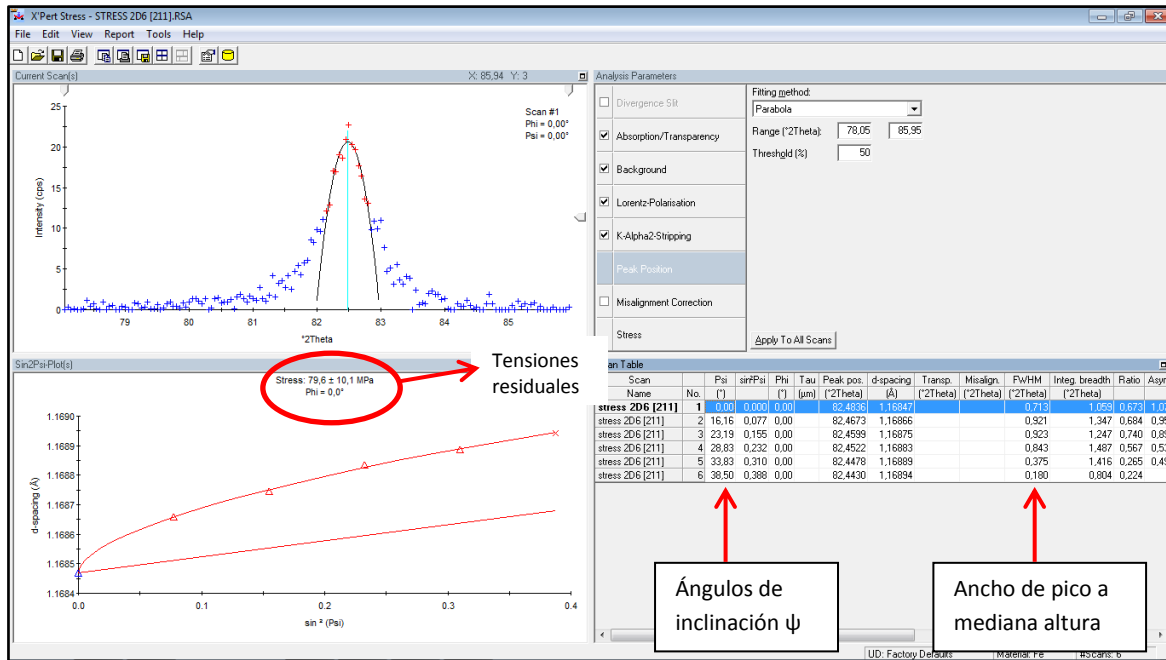 X'Pert Stress - STRESS 2D6 [211].RSA
File Edit View Report Tools Help
Current Scan(s) X: 85,94 Y: 3
Scan #1
Phi = 0,00°
Psi = 0,00°
25
20
15
10
5
0
Intensity (cps)
79 80 81 82 83 84 85
°2Theta
Analysis Parameters
Divergence Slit
Absorption/Transparency
Background
Lorentz-Polarisation
K-Alpha2-Stripping
Peak Position
Misalignment Correction
Stress
Fitting method:
Parabola
Range (°2Theta): 78,05 85,95
Threshold (%) 50
Apply To All Scans
Sin2Psi-Plot(s)
Stress: 79,6 ± 10,1 MPa
Phi = 0,0°
Tensiones
residuales
1.1690
1.1689
1.1688
1.1687
1.1686
1.1685
1.1684
d-spacing (Å)
0.0 0.1 0.2 0.3 0.4
sin ² (Psi)
an Table
Scan Psi sin²Psi Phi Tau Peak pos. d-spacing Transp. Misalign. FWHM Integ. breadth Ratio Asyn
Name No. (°) (°) (µm) (°2Theta) (Å) (°2Theta) (°2Theta) (°2Theta) (°2Theta)
stress 2D6 [211] 1 0,00 0,000 0,00 82,4836 1,16847 0,713 1,059 0,673 1,07
stress 2D6 [211] 2 16,16 0,077 0,00 82,4673 1,16866 0,921 1,347 0,684 0,95
stress 2D6 [211] 3 23,19 0,155 0,00 82,4599 1,16875 0,923 1,247 0,740 0,89
stress 2D6 [211] 4 28,83 0,232 0,00 82,4522 1,16883 0,843 1,487 0,567 0,53
stress 2D6 [211] 5 33,83 0,310 0,00 82,4478 1,16889 0,375 1,416 0,265 0,49
stress 2D6 [211] 6 38,50 0,388 0,00 82,4430 1,16894 0,180 0,804 0,224
Ángulos de
inclinación ψ
Ancho de pico a
mediana altura
UD: Factory Defaults Material: Fe #Scans: 6